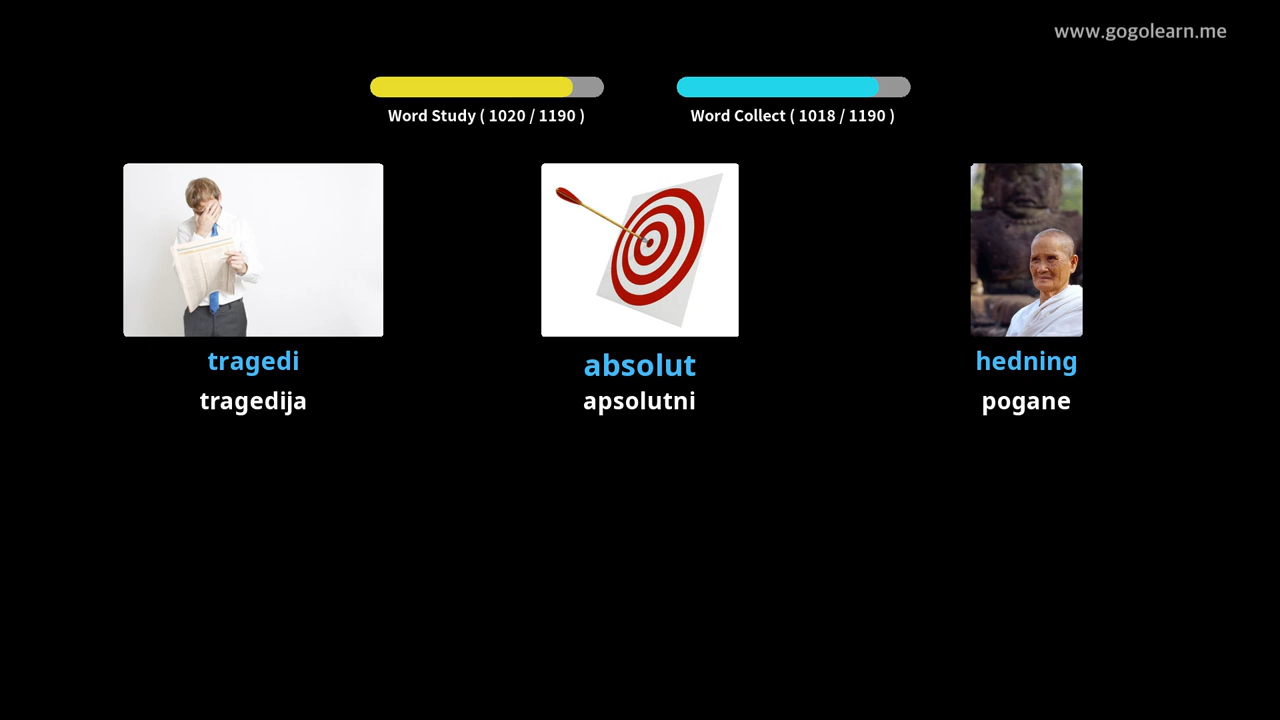 www.gogolearn.me
Word Study ( 1020 / 1190 )
Word Collect ( 1018 / 1190 )
tragedi
absolut
hedning
tragedija
apsolutni
pogane